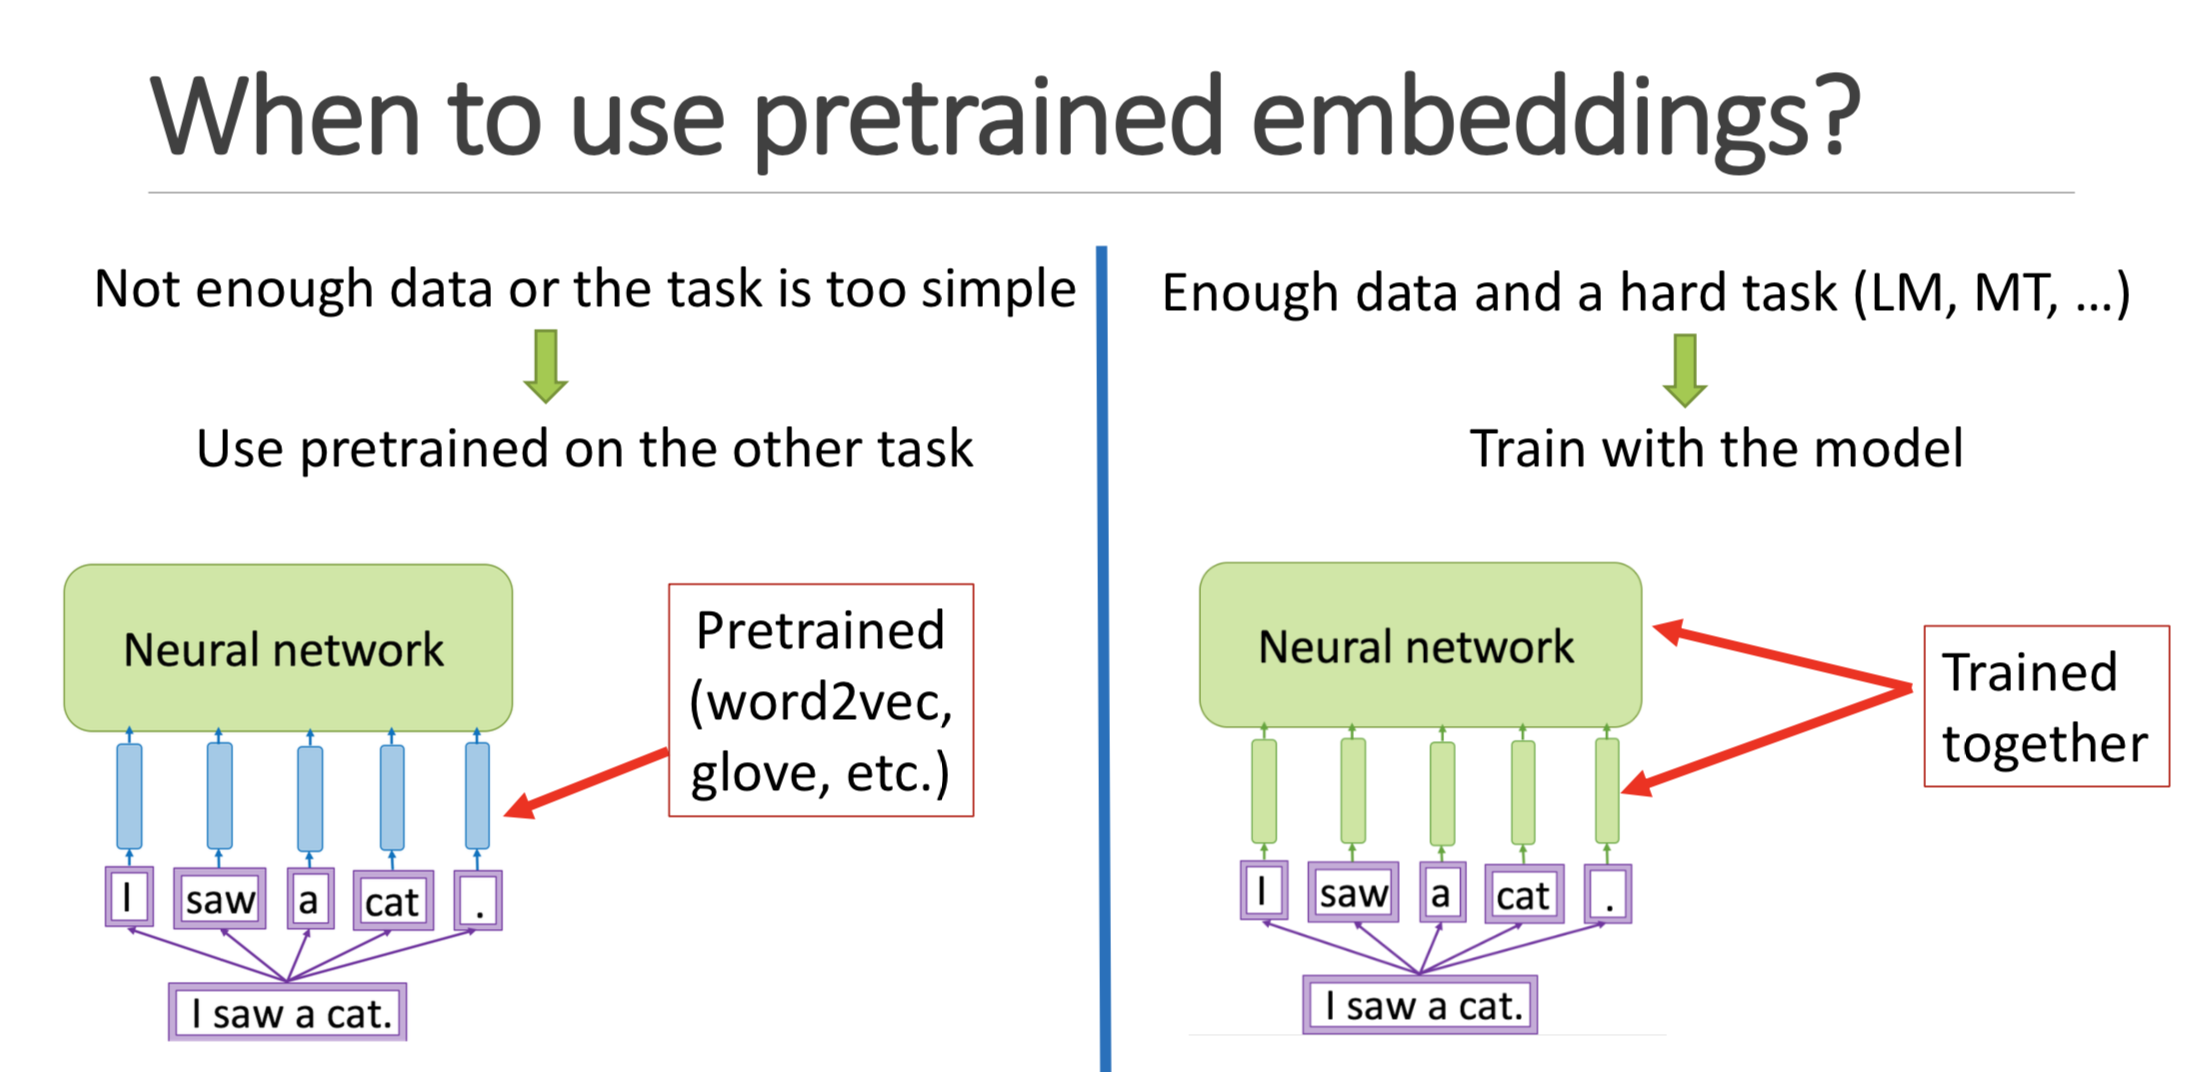 When to use pretrained embeddings?
Not enough data or the task is too simple
Use pretrained on the other task
Neural network
Pretrained
(word2vec,
glove, etc.)
I saw a cat .
I saw a cat.
Enough data and a hard task (LM, MT, ...)
Train with the model
Neural network
Trained
together
I saw a cat .
I saw a cat.